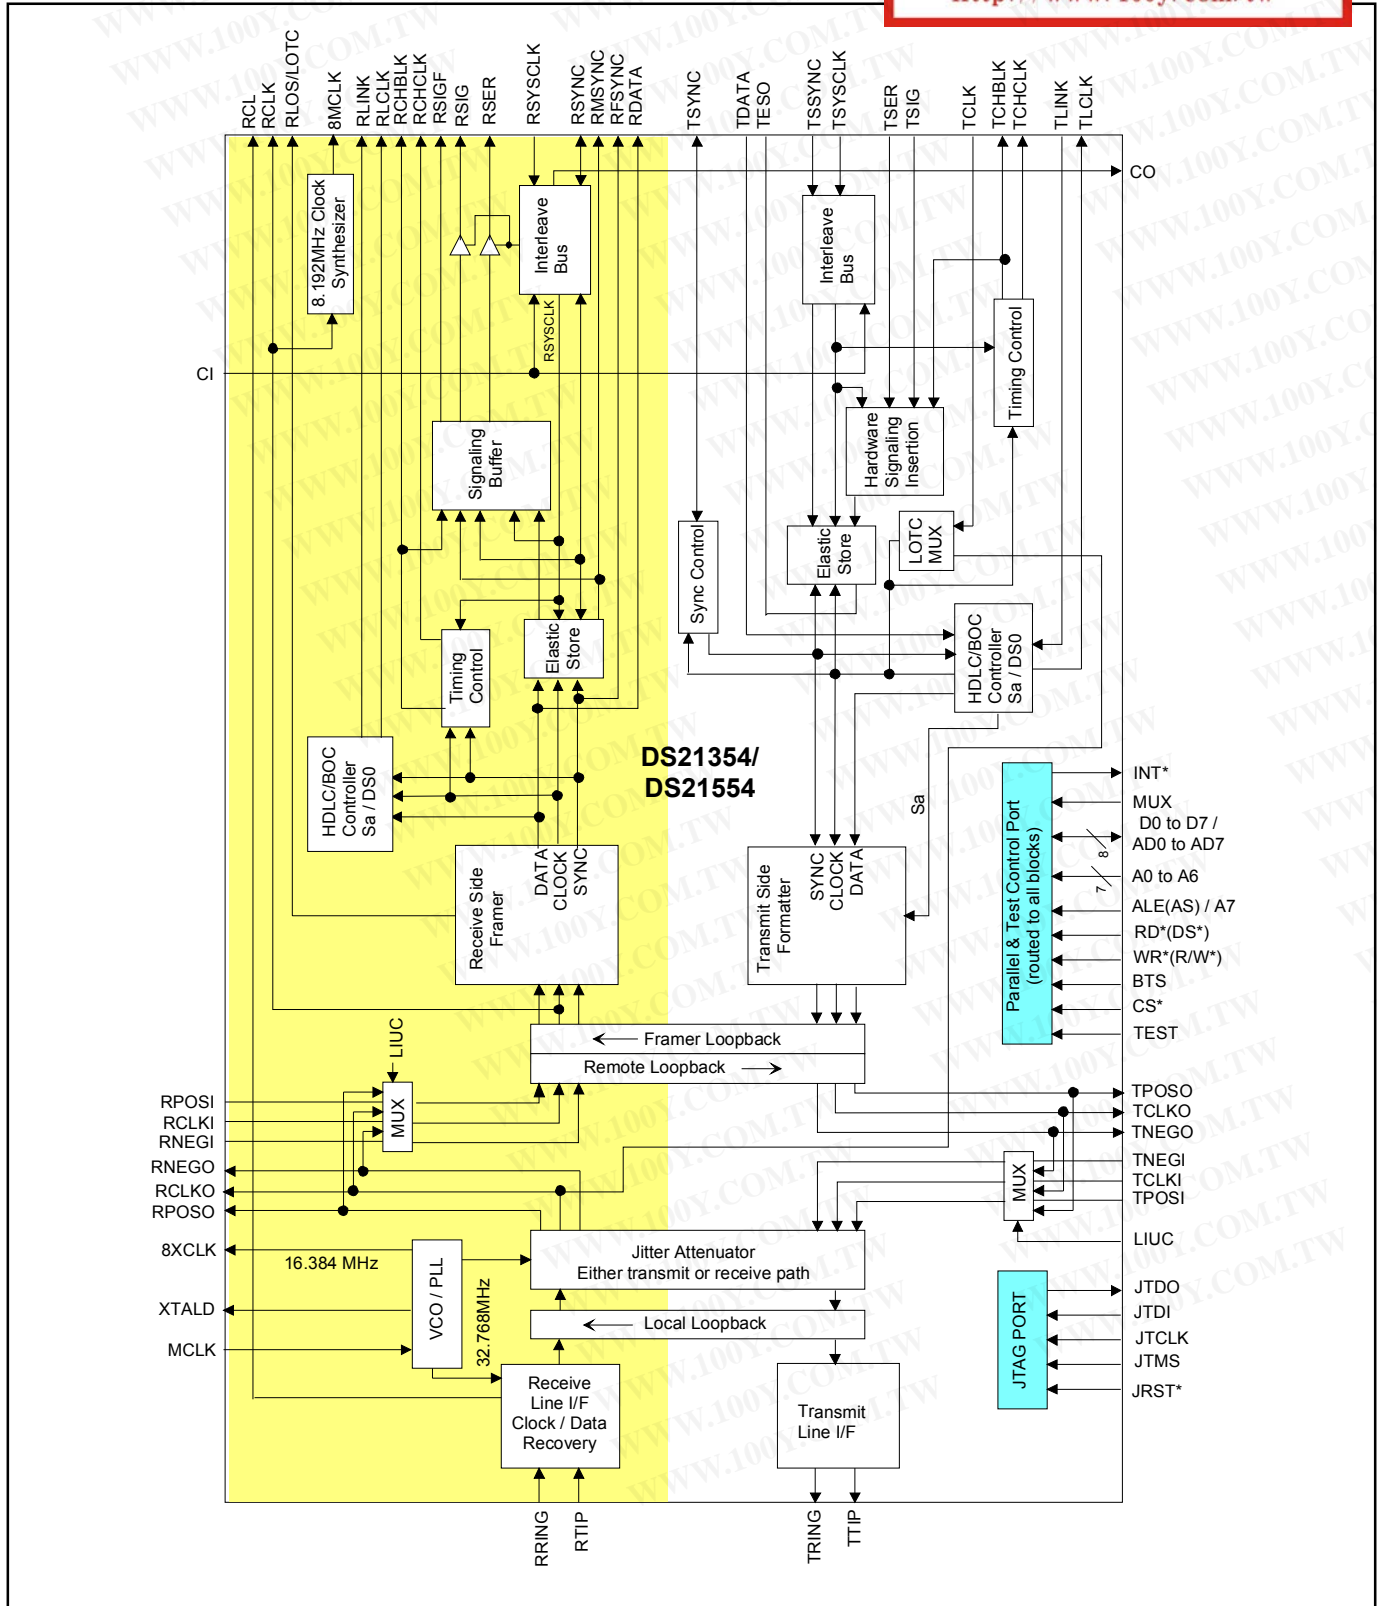 RCL
RCLK
RLOS/LOTC
8MCLK
RLINK
RLCLK
RCHBLK
RCHCLK
RSIGF
RSIG
RSER
RSYSCLK
RSYNC
RMSYNC
RFSYNC
RDATA
TSYNC
TDATA
TESO
TSSYNC
TSYSCLK
TSER
TSIG
TCLK
TCHBLK
TCHCLK
TLINK
TLCLK
CO
8.192MHz Clock
Synthesizer
Interleave
Bus
RSYSCLK
Interleave
Bus
Timing Control
CI
Signaling
Buffer
Hardware
Signaling
Insertion
LOTC
MUX
Sync Control
Elastic
Store
HDLC/BOC
Controller
Sa / DS0
Timing
Control
Elastic
Store
HDLC/BOC
Controller
Sa / DS0
DS21354/
DS21554
Sa
Receive Side
Framer
DATA
CLOCK
SYNC
Transmit Side
Formatter
SYNC
CLOCK
DATA
Parallel & Test Control Port
(routed to all blocks)
INT*
MUX
D0 to D7 /
AD0 to AD7
8
A0 to A6
7
ALE(AS) / A7
RD*(DS*)
WR*(R/W*)
BTS
CS*
TEST
Framer Loopback
Remote Loopback
LIUC
MUX
RPOSI
RCLKI
RNEGI
RNEGO
RCLKO
RPOSO
TPOSO
TCLKO
TNEGO
TNEGI
TCLKI
TPOSI
MUX
LIUC
8XCLK
16.384 MHz
XTALD
MCLK
VCO / PLL
32.768MHz
Jitter Attenuator
Either transmit or receive path
Local Loopback
JTAG PORT
JTDO
JTDI
JTCLK
JTMS
JRST*
Receive
Line I/F
Clock / Data
Recovery
Transmit
Line I/F
RRING
RTIP
TRING
TTIP
WWW.100Y.COM.TW